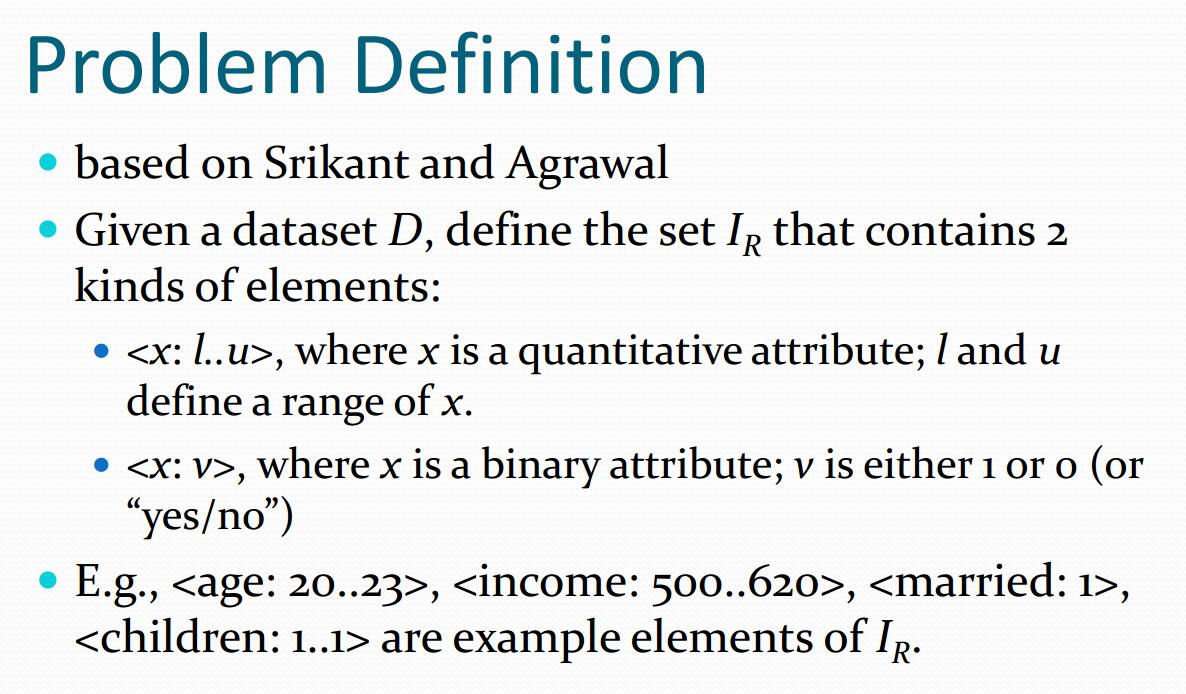 Problem Definition
• based on Srikant and Agrawal
• Given a dataset D, define the set I_R that contains 2
kinds of elements:
• <x: l..u>, where x is a quantitative attribute; l and u
define a range of x.
• <x: v>, where x is a binary attribute; v is either 1 or 0 (or
“yes/no”)
• E.g., <age: 20..23>, <income: 500..620>, <married: 1>,
<children: 1..1> are example elements of I_R.